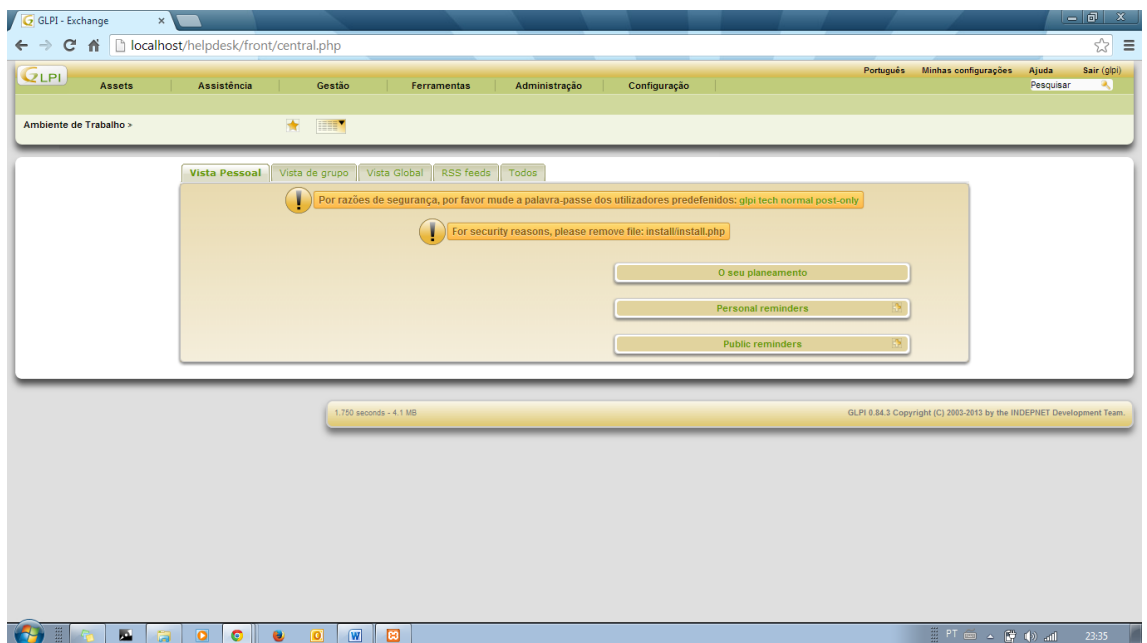 GLPI - Exchange
localhost/helpdesk/front/central.php
GLPI
Português Minhas configurações Ajuda Sair (glpi)
Assets Assistência Gestão Ferramentas Administração Configuração Pesquisar
Ambiente de Trabalho >
Vista Pessoal Vista de grupo Vista Global RSS feeds Todos
Por razões de segurança, por favor mude a palavra-passe dos utilizadores predefenidos: glpi tech normal post-only
For security reasons, please remove file: install/install.php
O seu planeamento
Personal reminders
Public reminders
1.750 seconds - 4.1 MB GLPI 0.84.3 Copyright (C) 2003-2013 by the INDEPNET Development Team.
PT 23:35